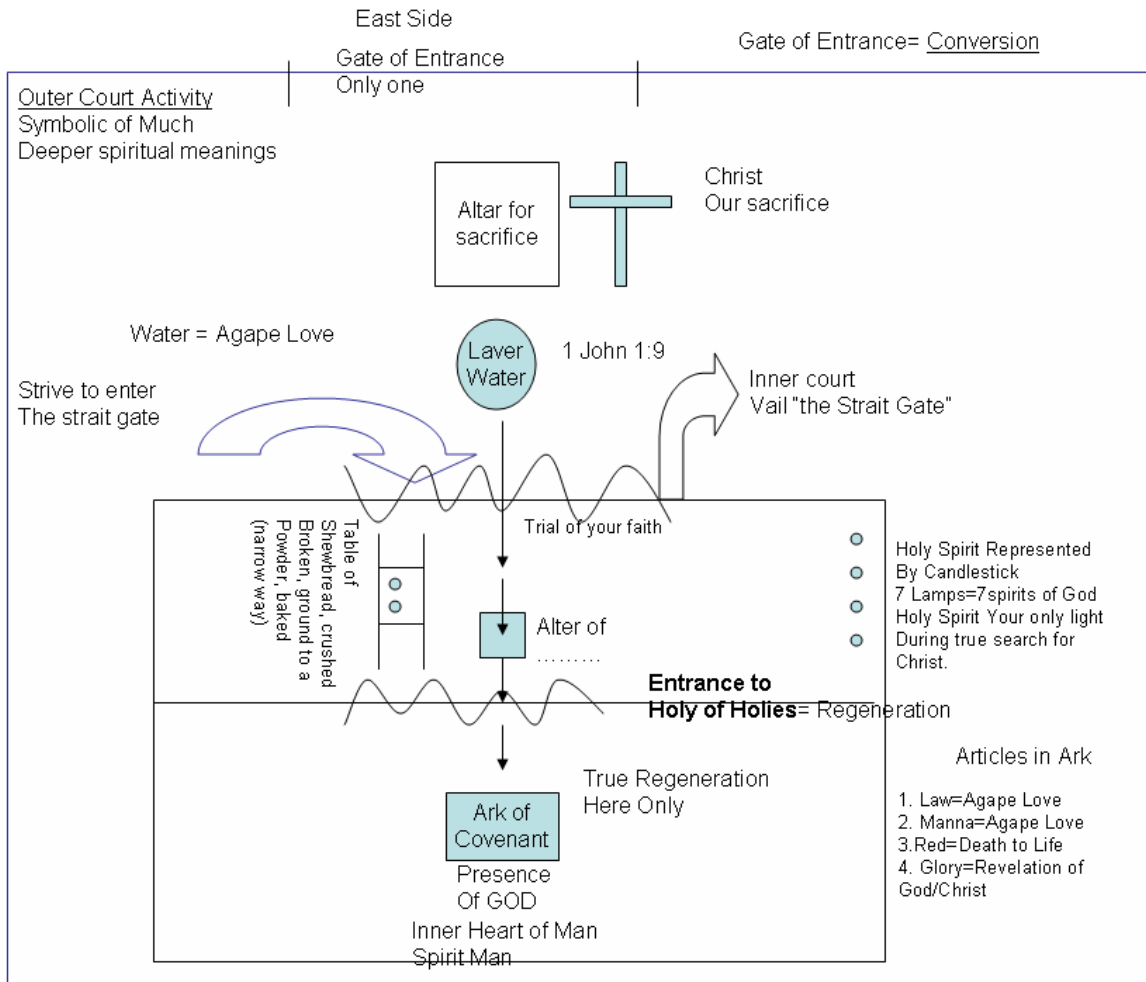 East Side
Gate of Entrance
Only one
Gate of Entrance= Conversion
Outer Court Activity
Symbolic of Much
Deeper spiritual meanings
Altar for
sacrifice
Christ
Our sacrifice
Water = Agape Love
Laver
Water
1 John 1:9
Strive to enter
The strait gate
Inner court
Vail "the Strait Gate"
Trial of your faith
Table of
Shewbread, crushed
Broken, ground to a
Powder, baked
(narrow way)
Alter of
………
Holy Spirit Represented
By Candlestick
7 Lamps=7spirits of God
Holy Spirit Your only light
During true search for
Christ.
Entrance to
Holy of Holies= Regeneration
True Regeneration
Here Only
Ark of
Covenant
Presence
Of GOD
Inner Heart of Man
Spirit Man
Articles in Ark
1. Law=Agape Love
2. Manna=Agape Love
3.Red=Death to Life
4. Glory=Revelation of
God/Christ